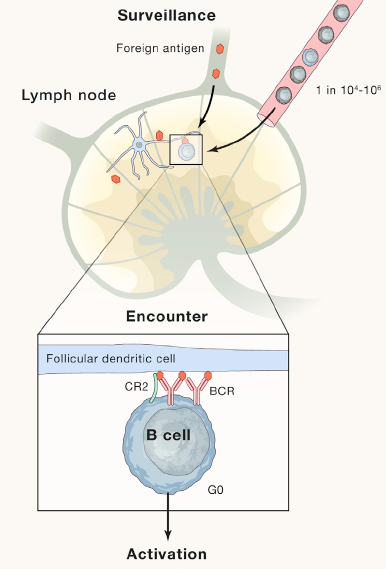 Surveillance
Foreign antigen
Lymph node
1 in 10⁴-10⁶
Encounter
Follicular dendritic cell
CR2
BCR
B cell
G0
Activation